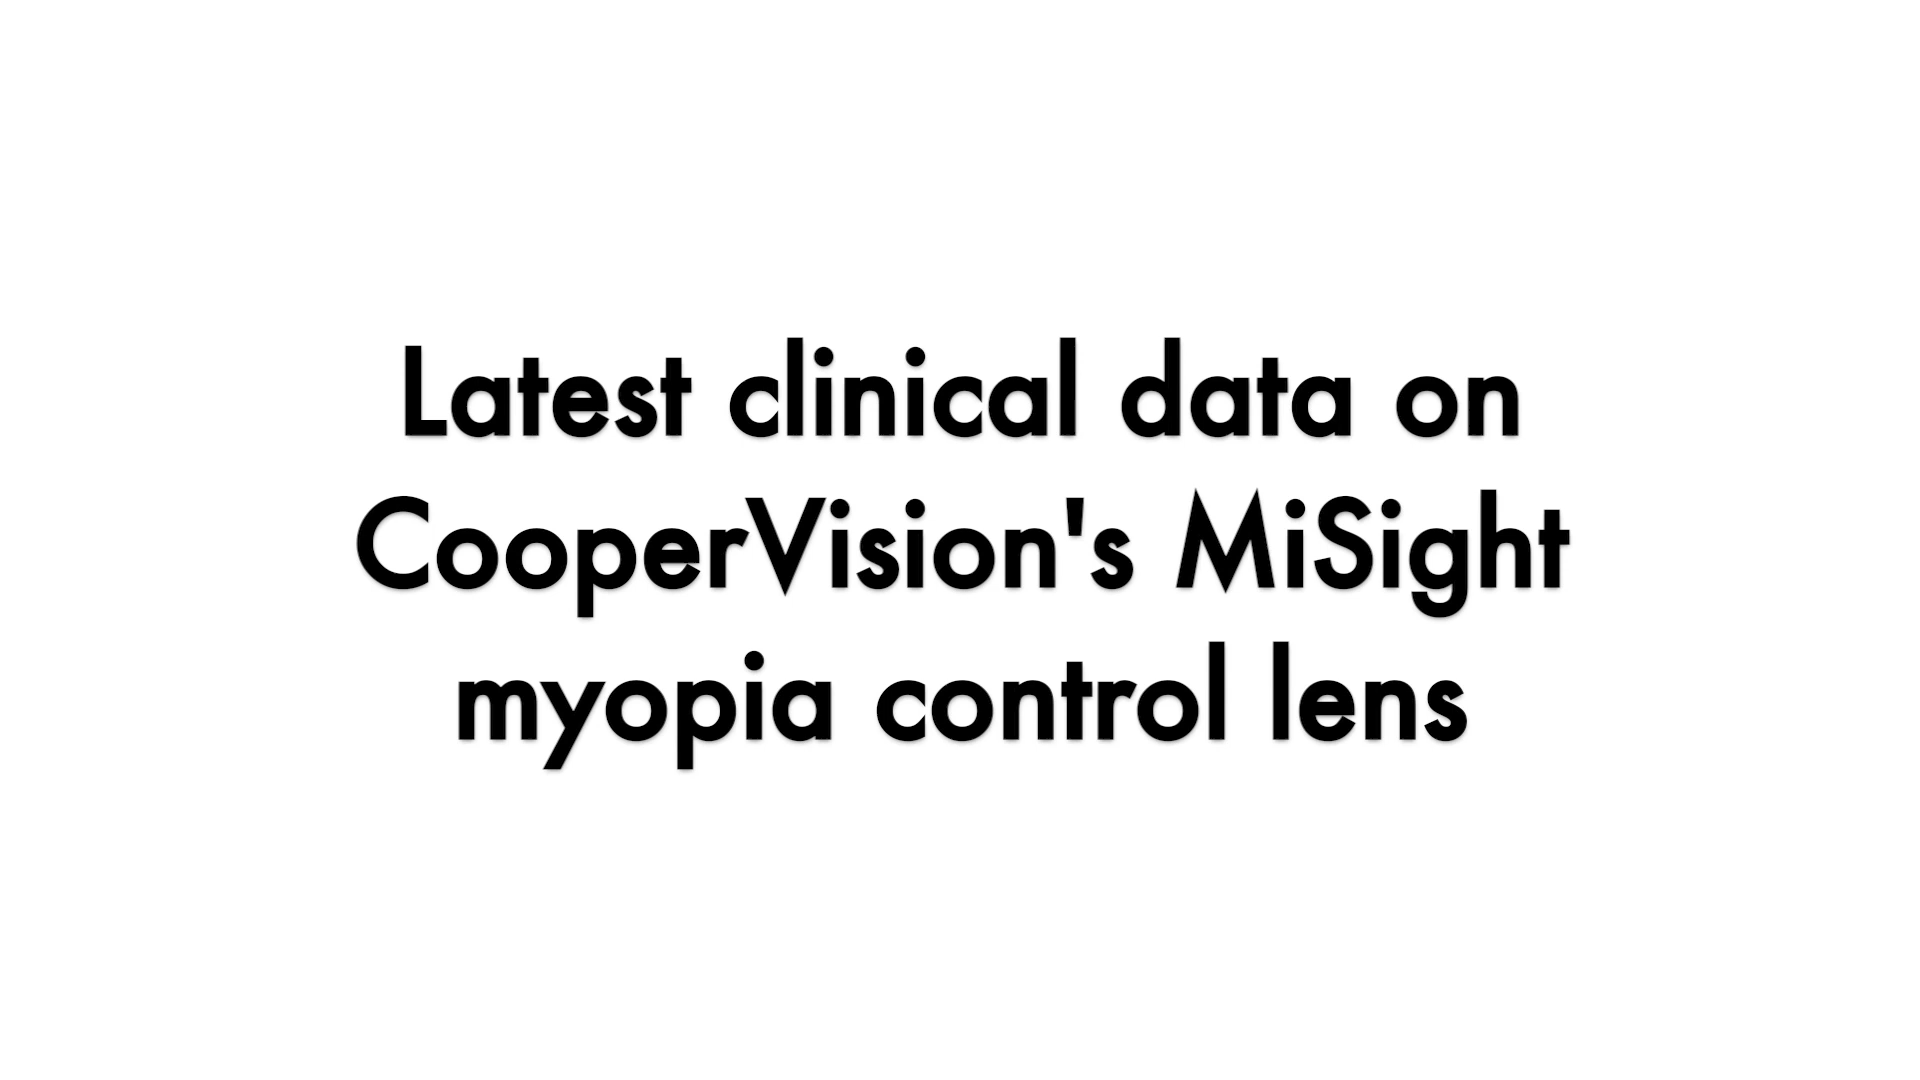 Latest clinical data on
CooperVision's MiSight
myopia control lens